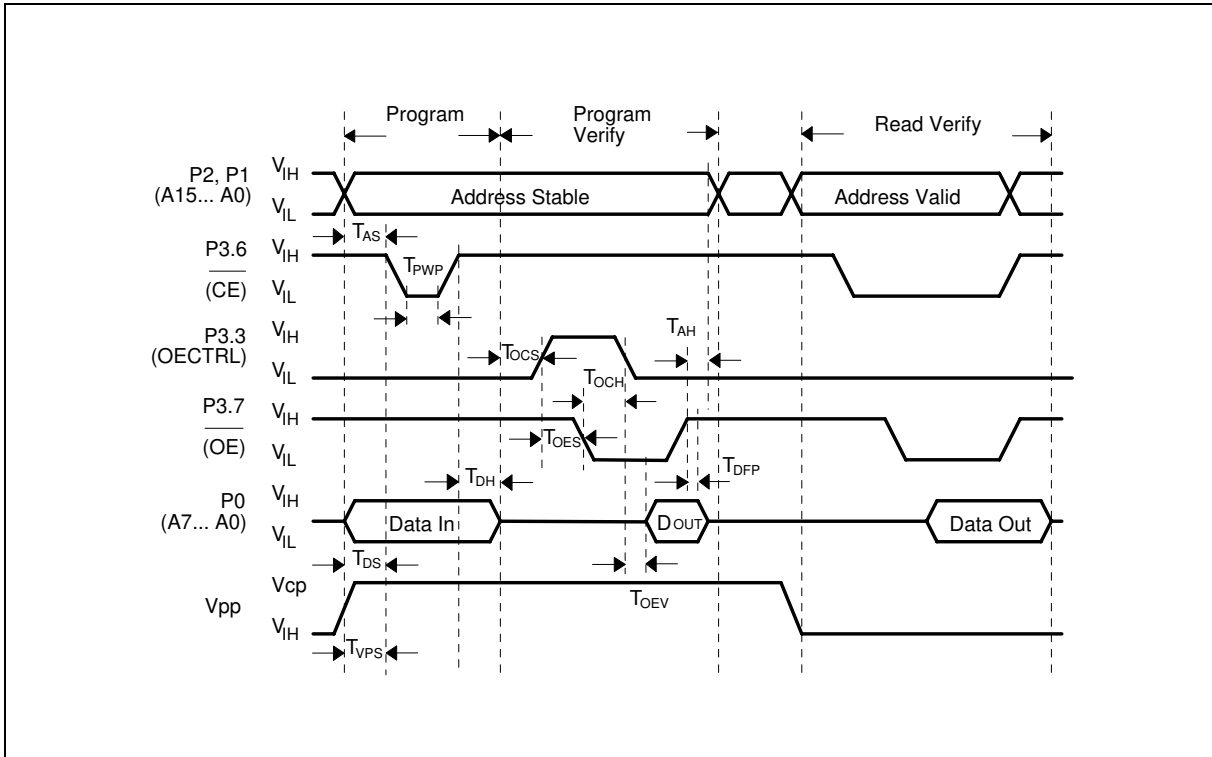 Program
Program
Verify
Read Verify
P2, P1
(A15... A0)
VIH
VIL
Address Stable
Address Valid
TAS
P3.6
(CE)
VIH
VIL
TPWP
P3.3
(OECTRL)
VIH
VIL
TOCS
TAH
TOCH
P3.7
(OE)
VIH
VIL
TOES
TDFP
TDH
P0
(A7... A0)
VIH
VIL
Data In
DOUT
Data Out
TDS
Vpp
Vcp
VIH
TOEV
TVPS